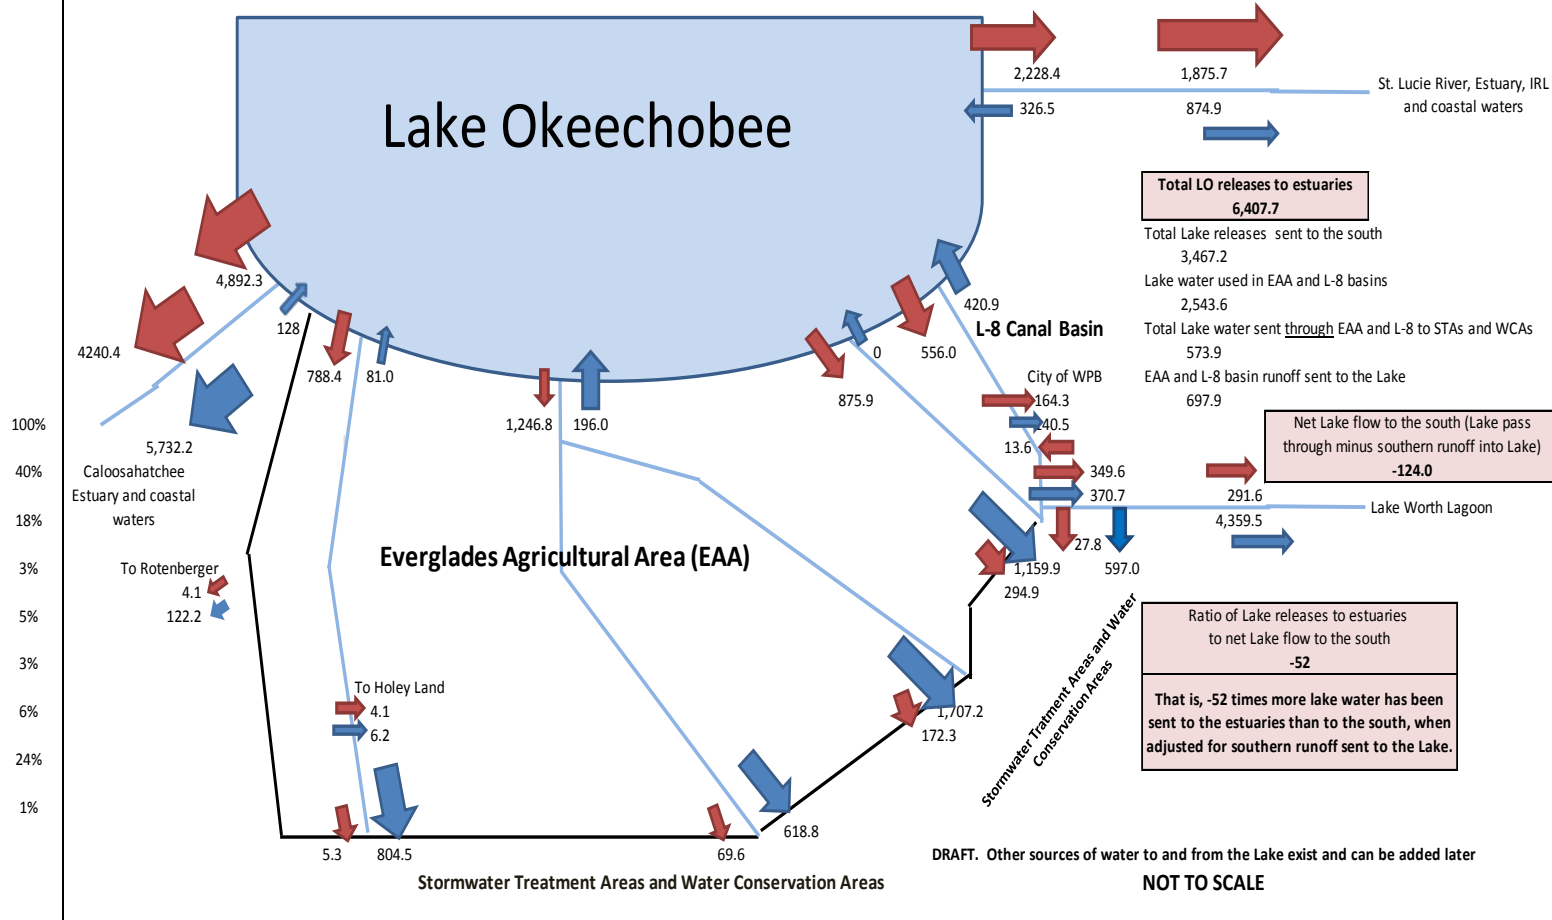 Lake Okeechobee
2,228.4
1,875.7
St. Lucie River, Estuary, IRL
and coastal waters
326.5
874.9
Total LO releases to estuaries
6,407.7
Total Lake releases  sent to the south
3,467.2
Lake water used in EAA and L-8 basins
2,543.6
Total Lake water sent through EAA and L-8 to STAs and WCAs
573.9
EAA and L-8 basin runoff sent to the Lake
697.9
Net Lake flow to the south (Lake pass
through minus southern runoff into Lake)
-124.0
4,892.3
128
4240.4
788.4
81.0
1,246.8
196.0
875.9
0
556.0
420.9
L-8 Canal Basin
City of WPB
164.3
140.5
13.6
349.6
370.7
291.6
4,359.5
Lake Worth Lagoon
27.8
597.0
1,159.9
294.9
5,732.2
Caloosahatchee
Estuary and coastal
waters
100%
40%
18%
3%
5%
3%
6%
24%
1%
To Rotenberger
4.1
122.2
Everglades Agricultural Area (EAA)
To Holey Land
4.1
6.2
1,707.2
172.3
Stormwater Tratment Areas and Water
Conservation Areas
Ratio of Lake releases to estuaries
to net Lake flow to the south
-52
That is, -52 times more lake water has been
sent to the estuaries than to the south, when
adjusted for southern runoff sent to the Lake.
618.8
5.3
804.5
69.6
Stormwater Treatment Areas and Water Conservation Areas
DRAFT.  Other sources of water to and from the Lake exist and can be added later
NOT TO SCALE